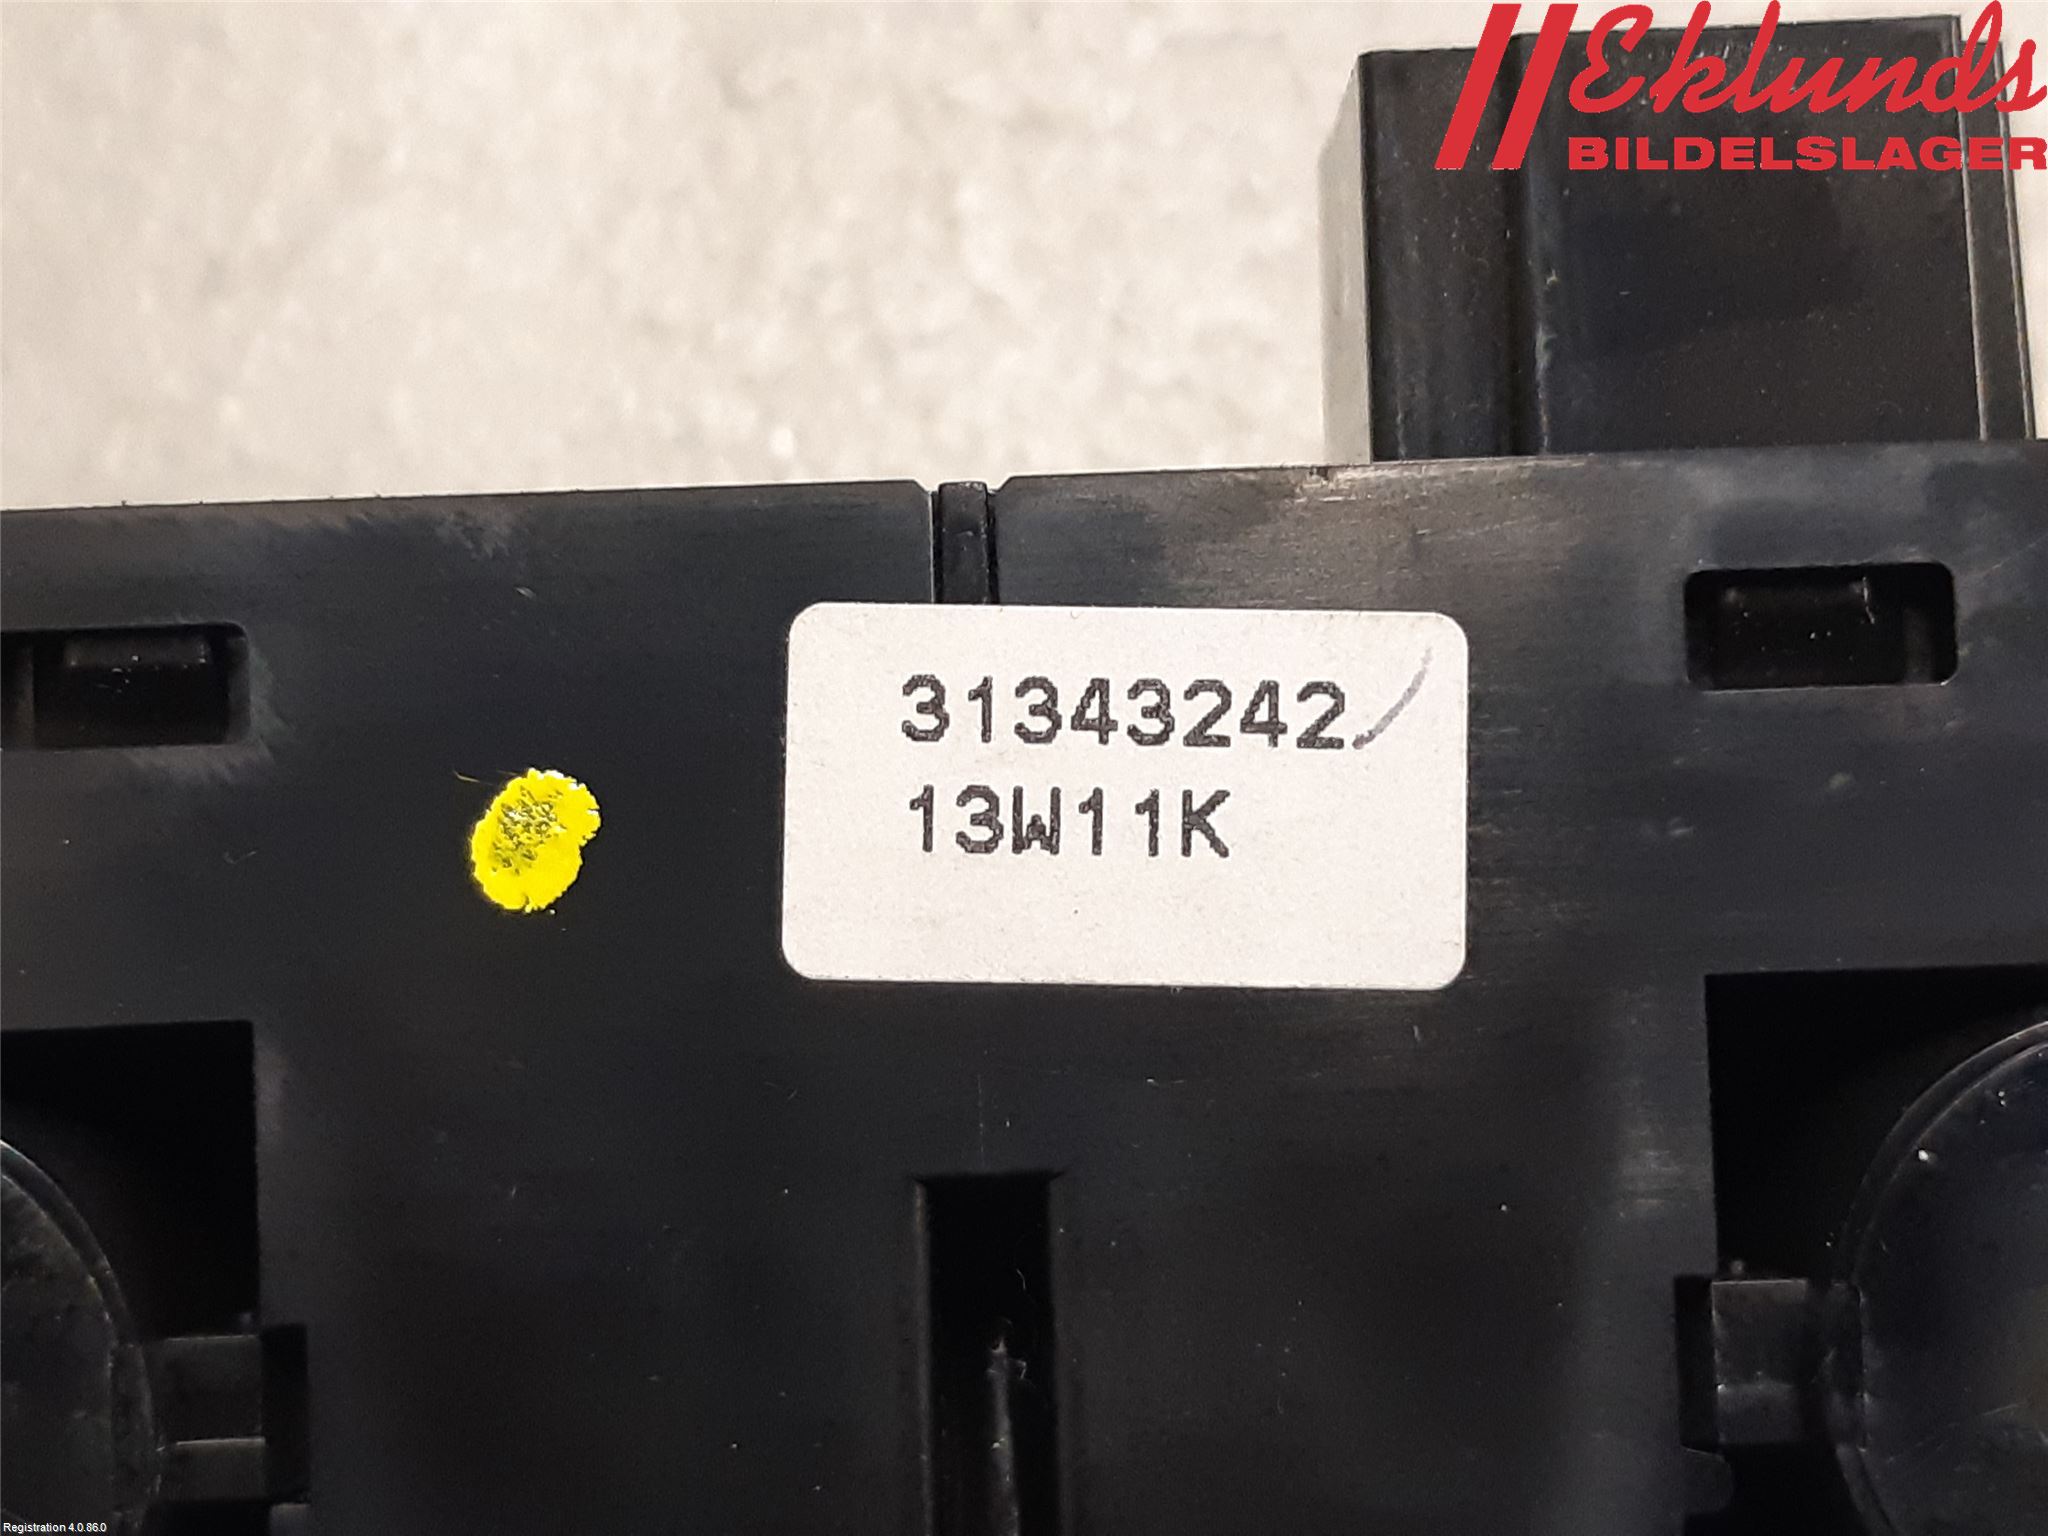 Eklunds
BILDELSLAGER
31343242
13W11K
Registration 4.0.86.0